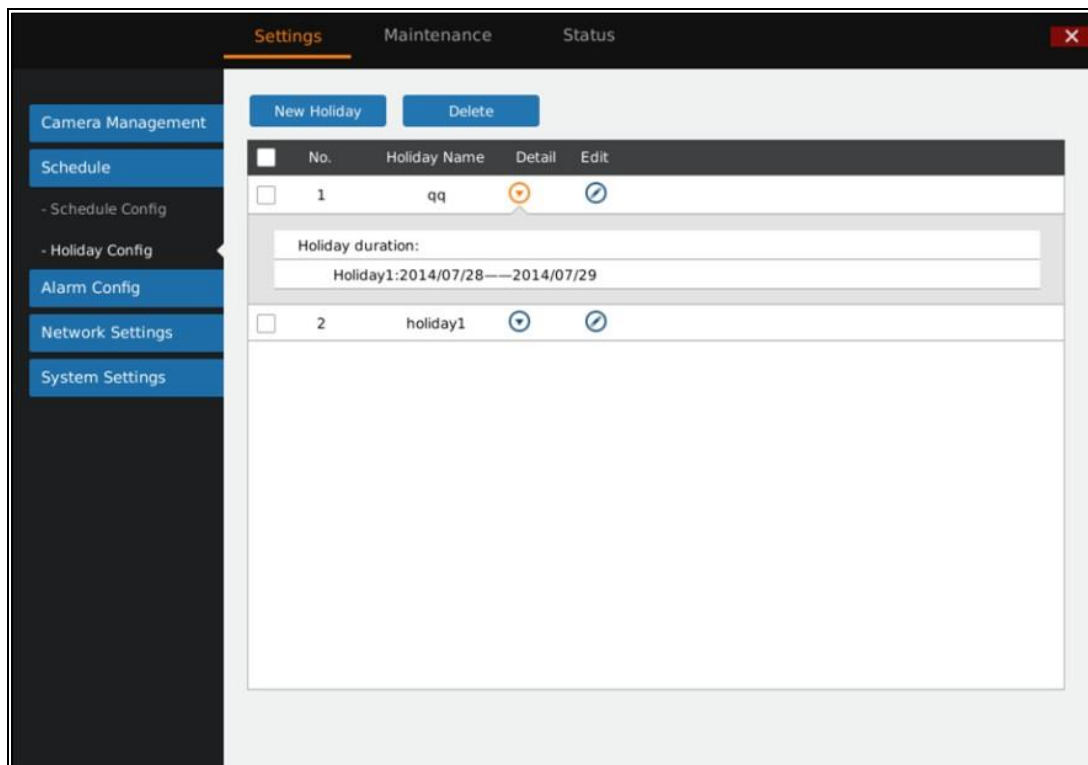 Settings Maintenance Status
New Holiday Delete
Camera Management
Schedule
- Schedule Config
- Holiday Config
Alarm Config
Network Settings
System Settings
No. Holiday Name Detail Edit
1 qq
Holiday duration:
Holiday1:2014/07/28——2014/07/29
2 holiday1